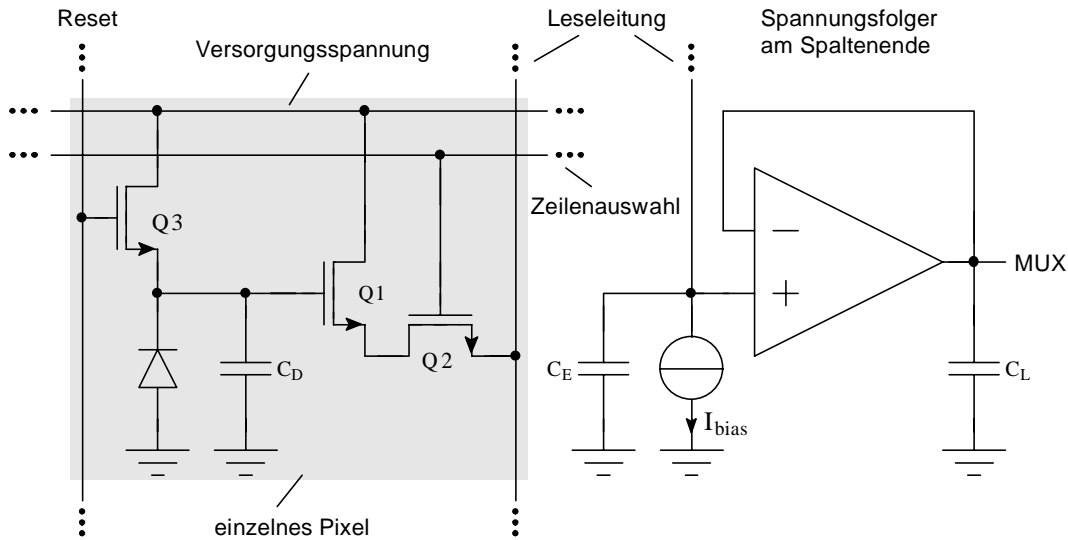 Reset
Leseleitung
Spannungsfolger
am Spaltenende
Versorgungsspannung
Zeilenauswahl
Q3
Q1
Q2
C_D
C_E
I_bias
C_L
MUX
einzelnes Pixel